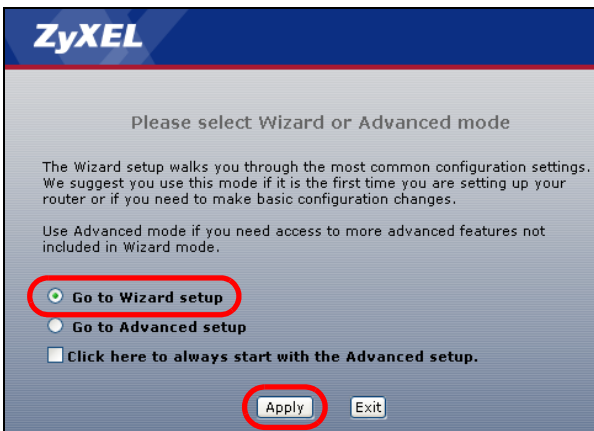 ZyXEL
Please select Wizard or Advanced mode
The Wizard setup walks you through the most common configuration settings.
We suggest you use this mode if it is the first time you are setting up your
router or if you need to make basic configuration changes.
Use Advanced mode if you need access to more advanced features not
included in Wizard mode.
Go to Wizard setup
Go to Advanced setup
Click here to always start with the Advanced setup.
Apply Exit